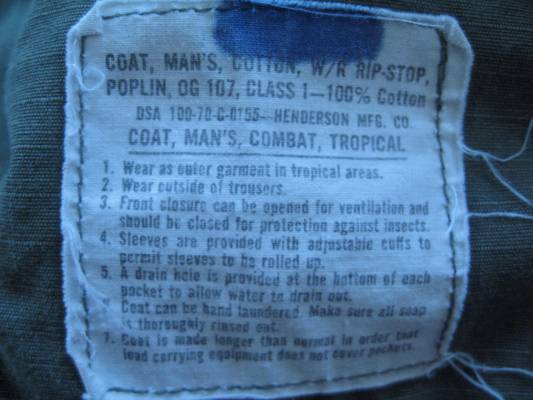 COAT, MAN'S, COTTON, W/R RIP-STOP,
POPLIN, OG 107, CLASS 1—100% Cotton
DSA 100-70-C-0155—HENDERSON MFG. CO.
COAT, MAN'S, COMBAT, TROPICAL
1. Wear as outer garment in tropical areas.
2. Wear outside of trousers.
3. Front closure can be opened for ventilation and
should be closed for protection against insects.
4. Sleeves are provided with adjustable cuffs to
permit sleeves to be rolled up.
5. A drain hole is provided at the bottom of each
pocket to allow water to drain out.
Coat can be hand laundered. Make sure all soap
is thoroughly rinsed out.
7. Coat is made longer than normal in order that
load carrying equipment does not cover pockets.